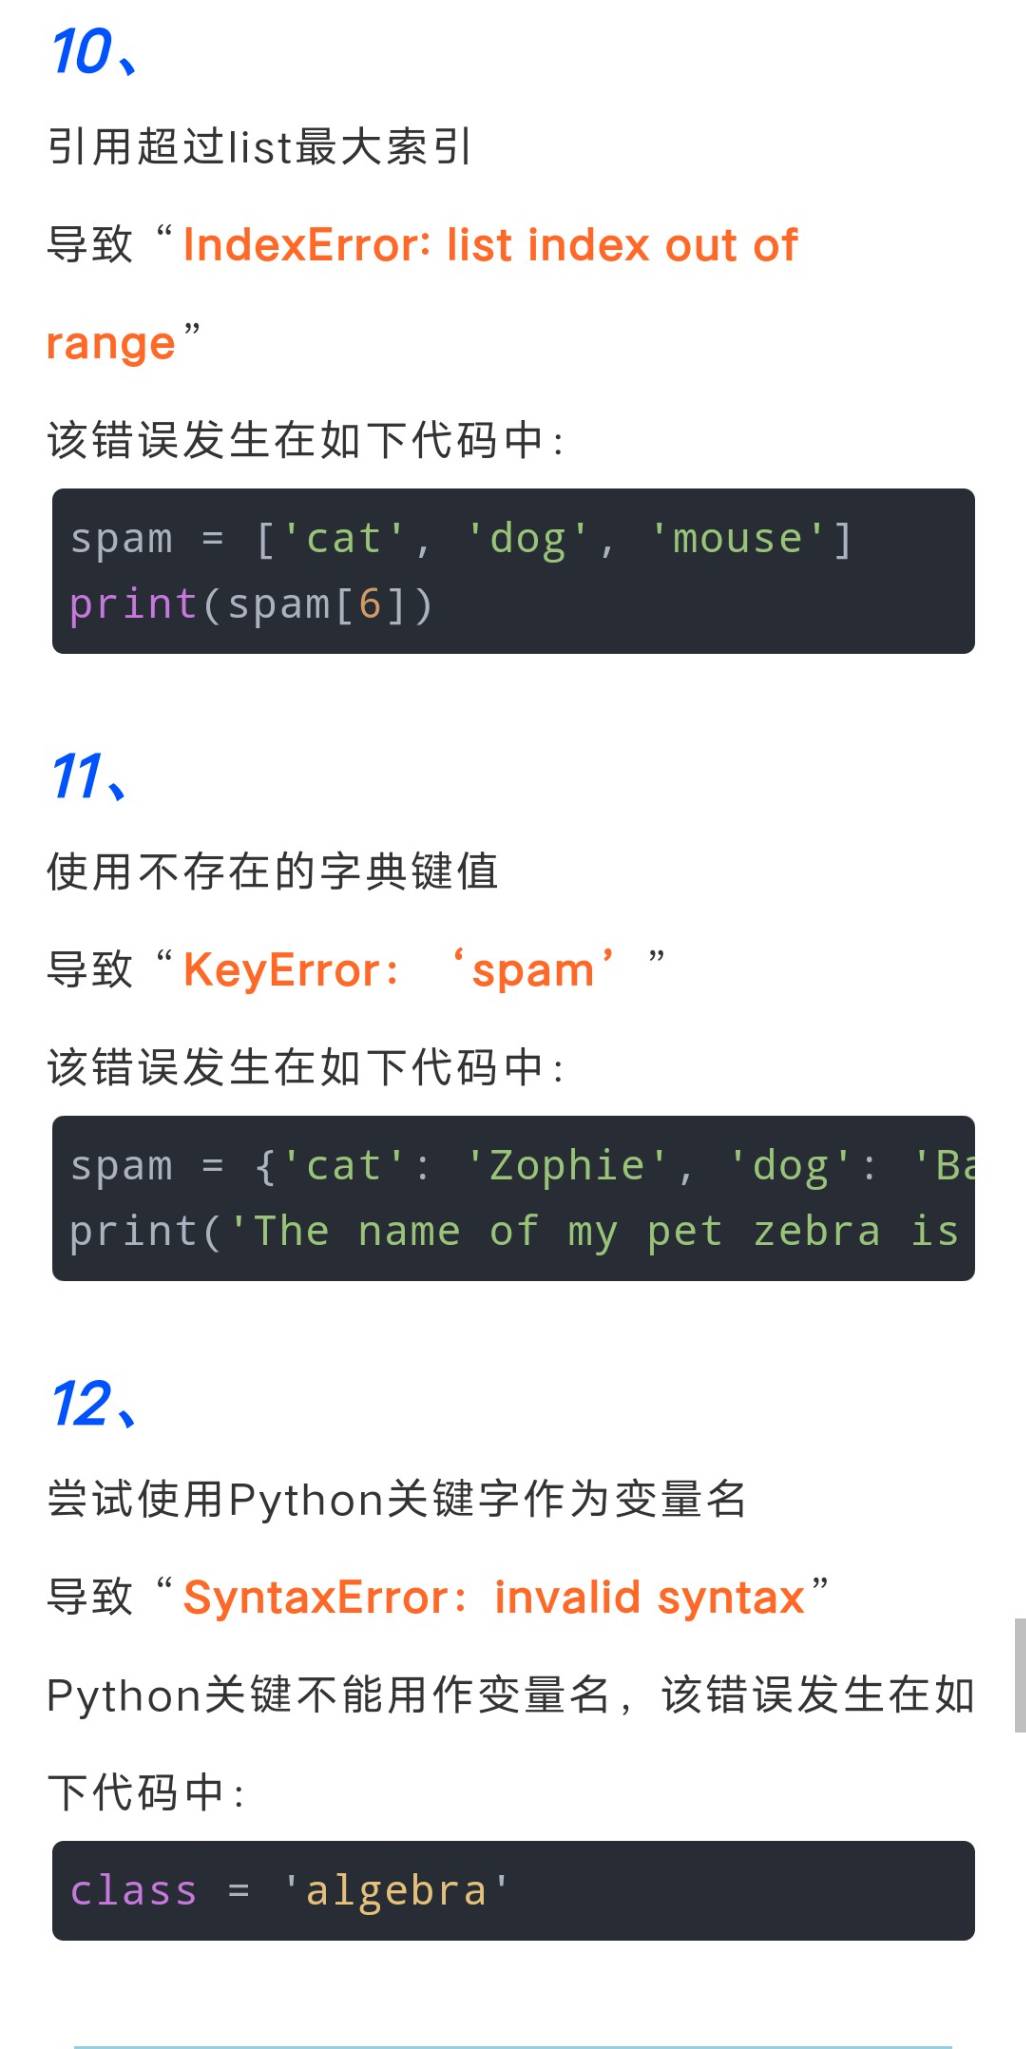 10、
引用超过list最大索引
导致“IndexError: list index out of
range”
该错误发生在如下代码中：
spam = ['cat', 'dog', 'mouse']
print(spam[6])
11、
使用不存在的字典键值
导致“KeyError：‘spam’”
该错误发生在如下代码中：
spam = {'cat': 'Zophie', 'dog': 'Ba
print('The name of my pet zebra is
12、
尝试使用Python关键字作为变量名
导致“SyntaxError：invalid syntax”
Python关键不能用作变量名，该错误发生在如
下代码中：
class = 'algebra'